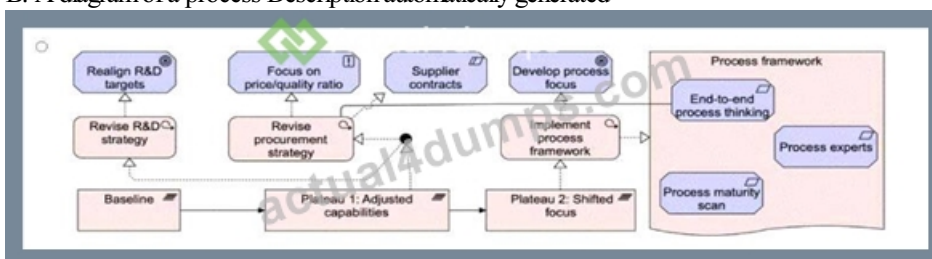 B. A diagram of a process Description automatically generated
Realign R&D
targets
Focus on
price/quality ratio
Supplier
contracts
Develop process
focus
Process framework
End-to-end
process thinking
Revise R&D
strategy
Revise
procurement
strategy
Implement
process
framework
Process experts
Process maturity
scan
Baseline
Plateau 1: Adjusted
capabilities
Plateau 2: Shifted
focus
actual4dumps.com